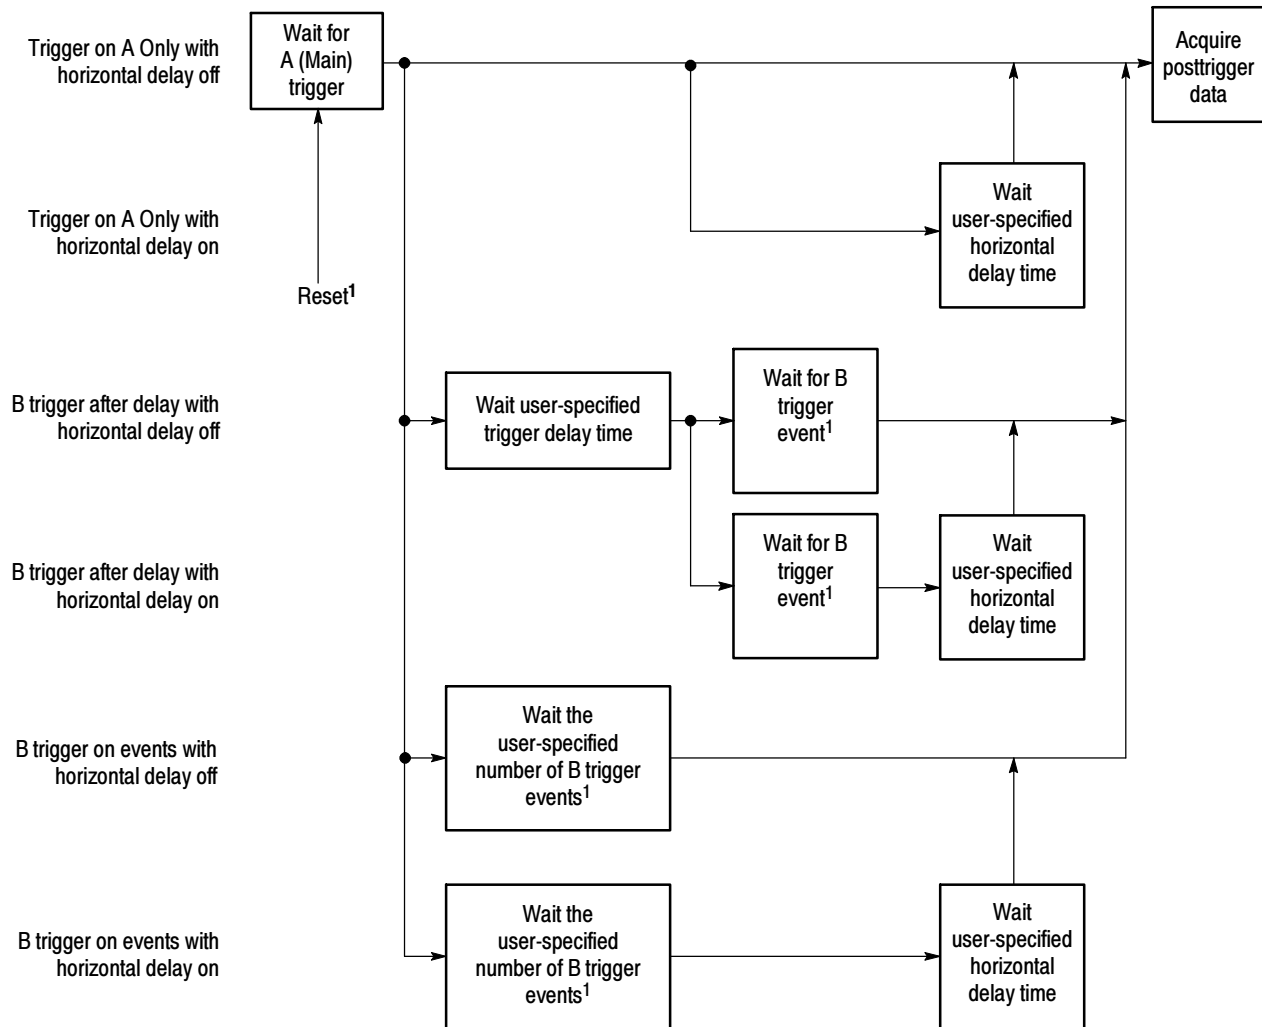 Trigger on A Only with
horizontal delay off
Wait for
A (Main)
trigger
Acquire
posttrigger
data
Trigger on A Only with
horizontal delay on
Wait
user-specified
horizontal
delay time
Reset1
B trigger after delay with
horizontal delay off
Wait user-specified
trigger delay time
Wait for B
trigger
event1
B trigger after delay with
horizontal delay on
Wait for B
trigger
event1
Wait
user-specified
horizontal
delay time
B trigger on events with
horizontal delay off
Wait the
user-specified
number of B trigger
events1
B trigger on events with
horizontal delay on
Wait the
user-specified
number of B trigger
events1
Wait
user-specified
horizontal
delay time